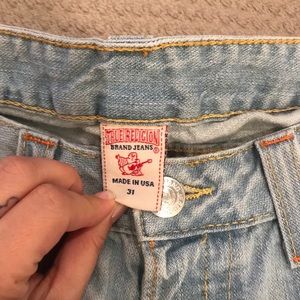 TRUE RELIGION
BRAND JEANS
MADE IN USA
31